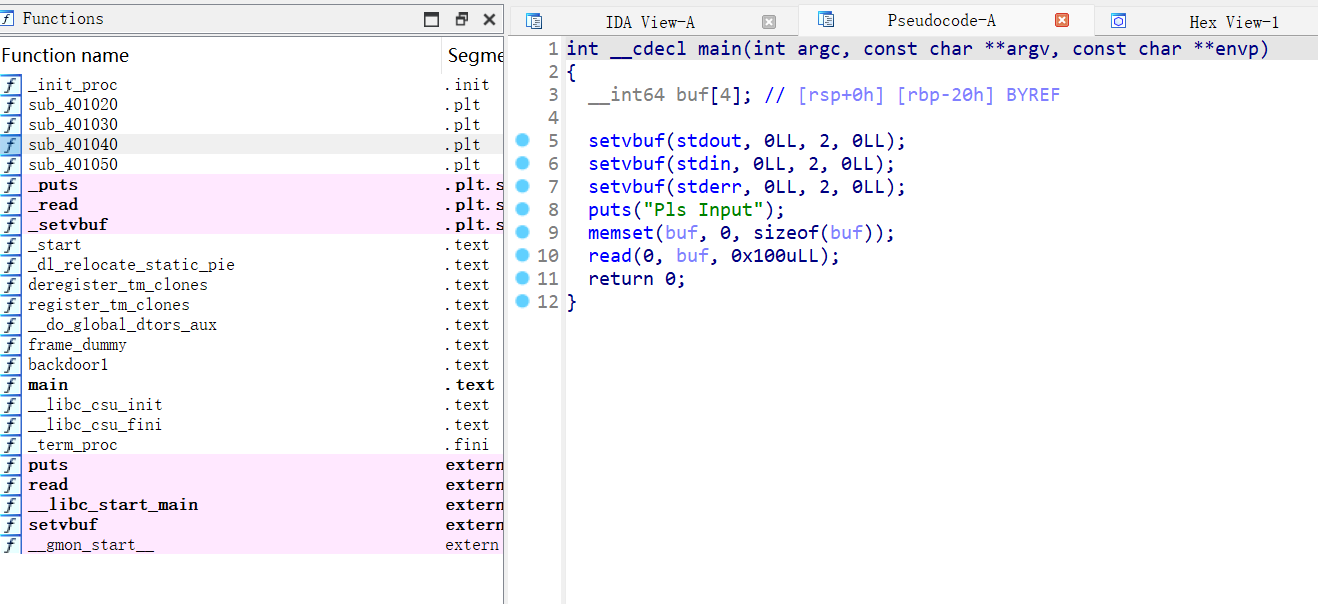 Functions
Function name Segme
f _init_proc .init
f sub_401020 .plt
f sub_401030 .plt
f sub_401040 .plt
f sub_401050 .plt
f _puts .plt.s
f _read .plt.s
f _setvbuf .plt.s
f _start .text
f _dl_relocate_static_pie .text
f deregister_tm_clones .text
f register_tm_clones .text
f __do_global_dtors_aux .text
f frame_dummy .text
f backdoor1 .text
f main .text
f __libc_csu_init .text
f __libc_csu_fini .text
f _term_proc .fini
f puts extern
f read extern
f __libc_start_main extern
f setvbuf extern
f __gmon_start__ extern
IDA View-A Pseudocode-A Hex View-1
1 int __cdecl main(int argc, const char **argv, const char **envp)
2 {
3 __int64 buf[4]; // [rsp+0h] [rbp-20h] BYREF
4
5 setvbuf(stdout, 0LL, 2, 0LL);
6 setvbuf(stdin, 0LL, 2, 0LL);
7 setvbuf(stderr, 0LL, 2, 0LL);
8 puts("Pls Input");
9 memset(buf, 0, sizeof(buf));
10 read(0, buf, 0x100uLL);
11 return 0;
12 }